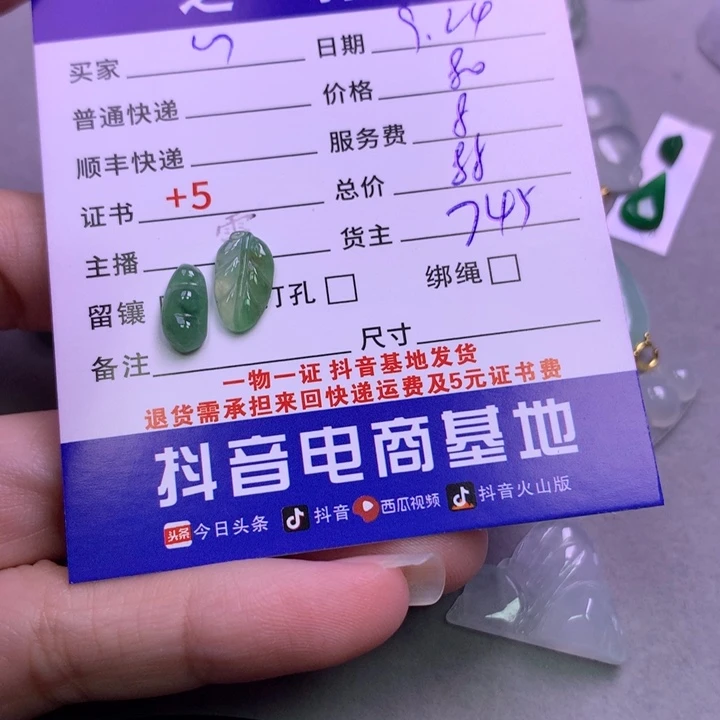 买家 日期 9.24
普通快递 价格 80
顺丰快递 服务费 8
证书 +5 总价 88
主播 货主 745
留镶 打孔 绑绳
备注 尺寸
一物一证 抖音基地发货
退货需承担来回快递运费及5元证书费
抖音电商基地
头条 今日头条 抖音 西瓜视频 抖音火山版